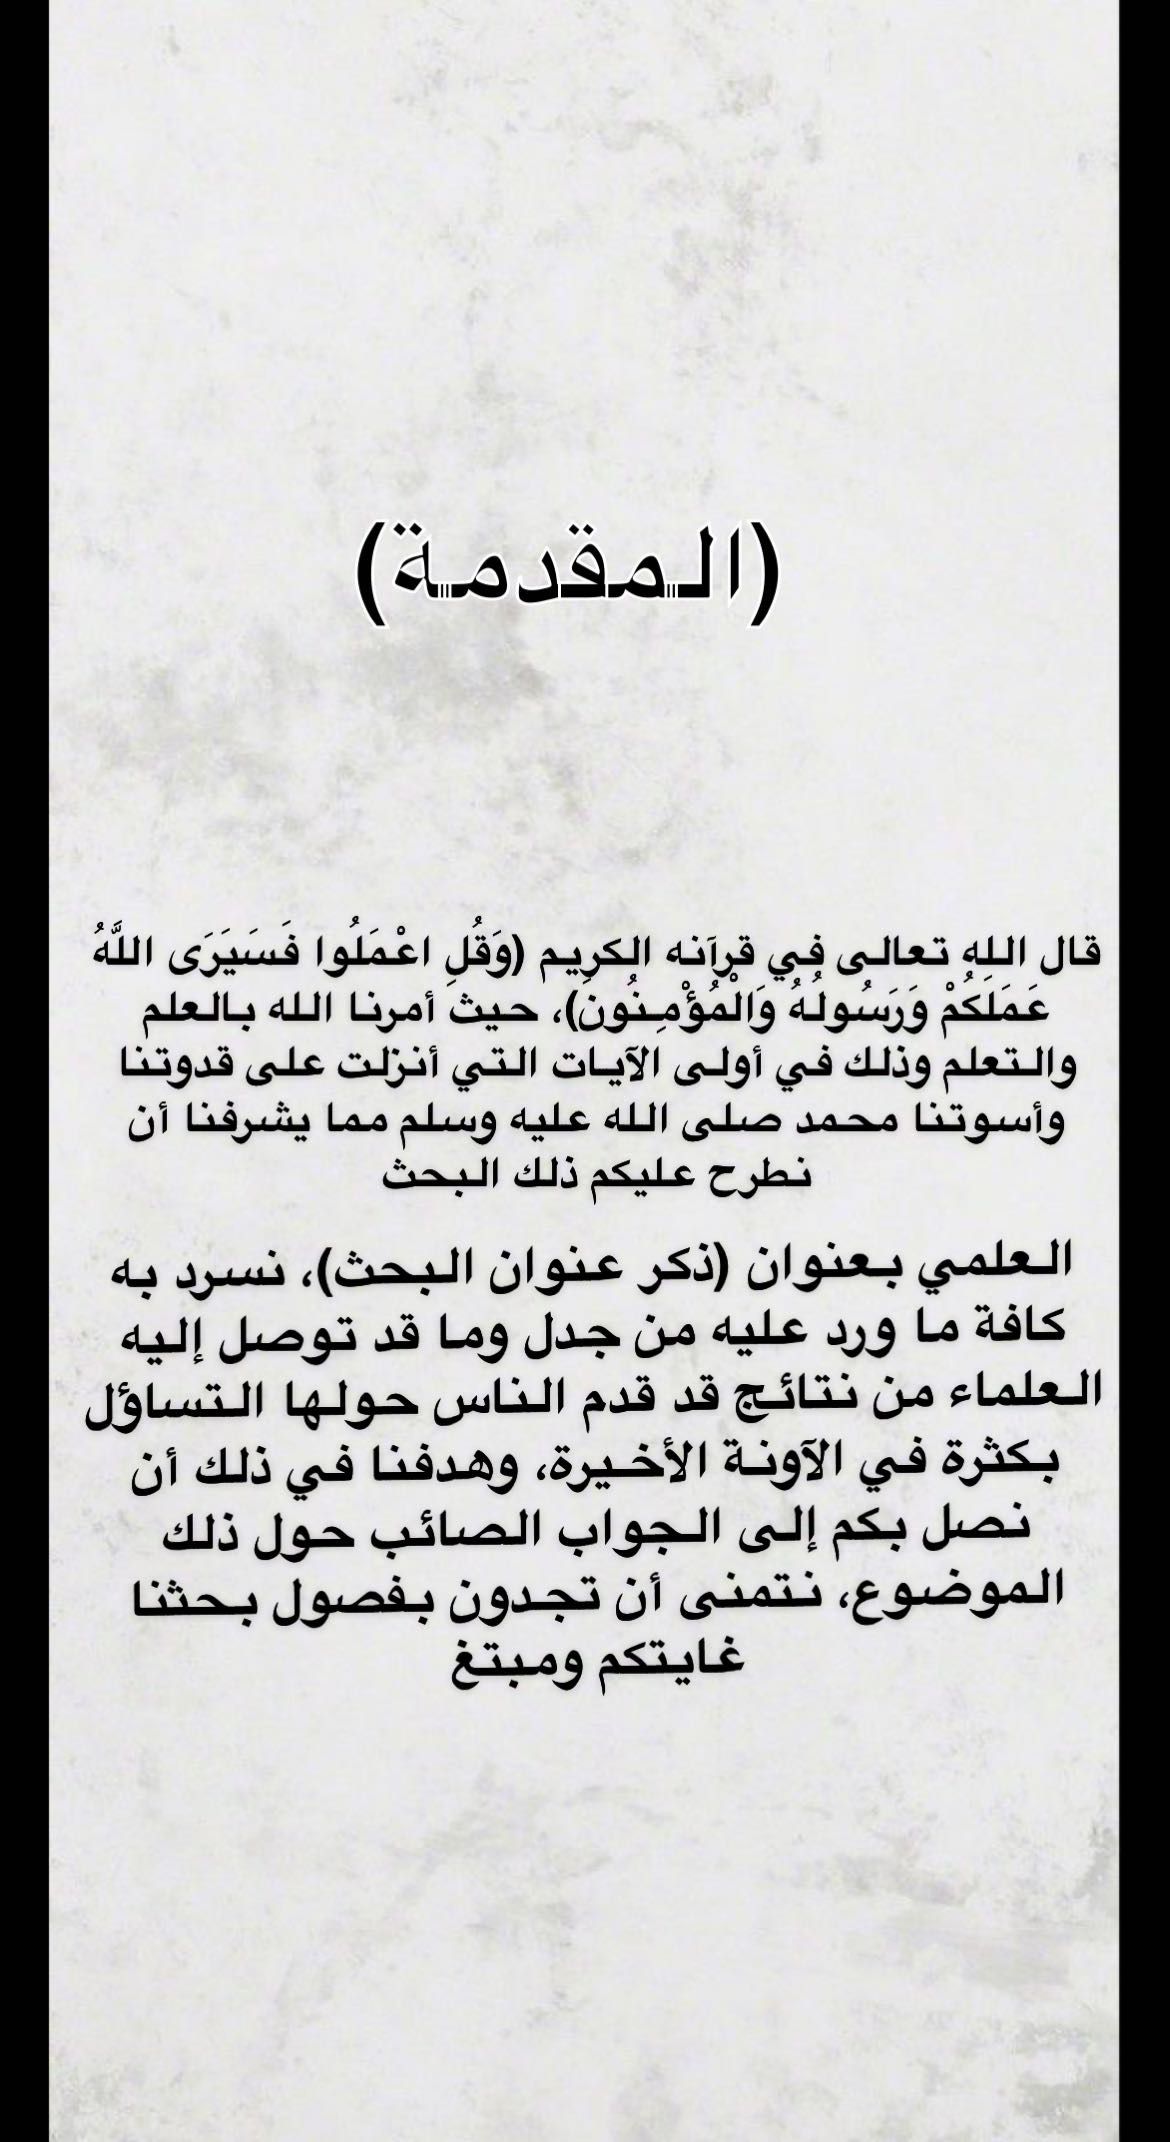 (المقدمة)
قال الله تعالى في قرآنه الكريم (وَقُلِ اعْمَلُوا فَسَيَرَى اللَّهُ
عَمَلَكُمْ وَرَسُولُهُ وَالْمُؤْمِنُون)، حيث أمرنا الله بالعلم
والتعلم وذلك في أولى الآيات التي أنزلت على قدوتنا
وأسوتنا محمد صلى الله عليه وسلم مما يشرفنا أن
نطرح عليكم ذلك البحث
العلمي بعنوان (ذكر عنوان البحث)، نسرد به
كافة ما ورد عليه من جدل وما قد توصل إليه
العلماء من نتائج قد قدم الناس حولها التساؤل
بكثرة في الآونة الأخيرة، وهدفنا في ذلك أن
نصل بكم إلى الجواب الصائب حول ذلك
الموضوع، نتمنى أن تجدون بفصول بحثنا
غايتكم ومبتغ